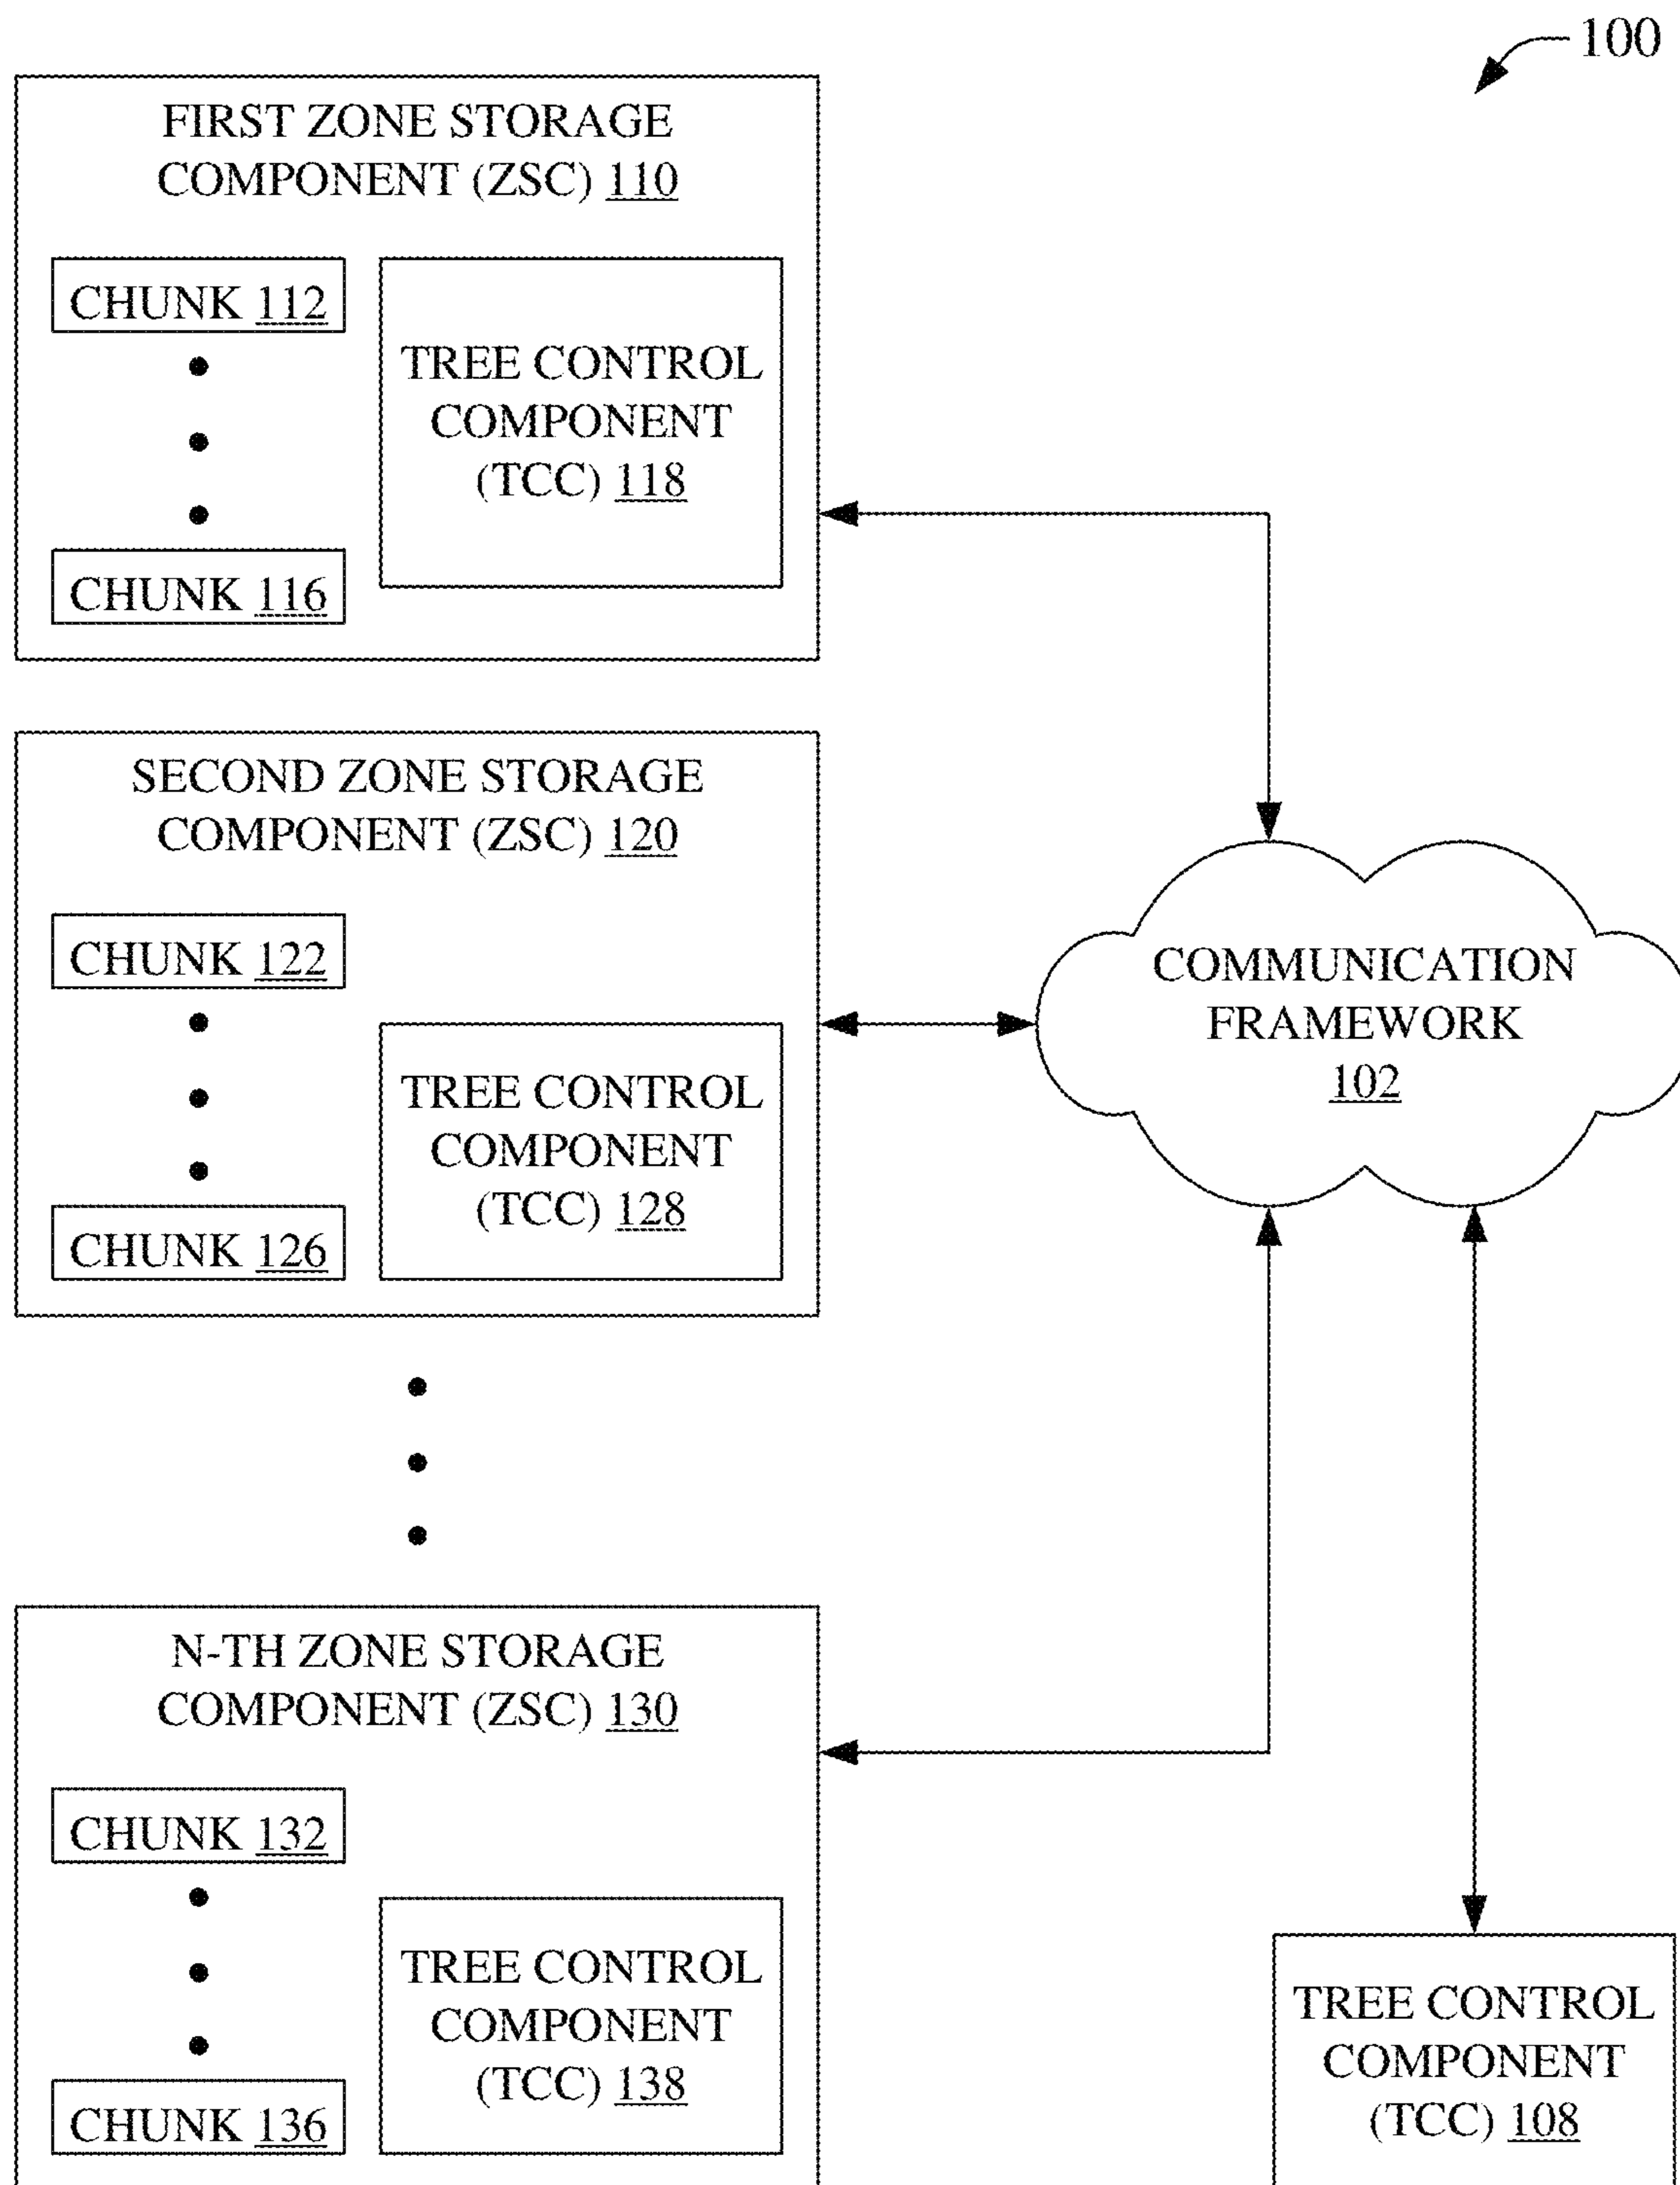 100
FIRST ZONE STORAGE
COMPONENT (ZSC) 110
CHUNK 112
TREE CONTROL
COMPONENT
(TCC) 118
CHUNK 116
SECOND ZONE STORAGE
COMPONENT (ZSC) 120
CHUNK 122
TREE CONTROL
COMPONENT
(TCC) 128
CHUNK 126
COMMUNICATION
FRAMEWORK
102
N-TH ZONE STORAGE
COMPONENT (ZSC) 130
CHUNK 132
TREE CONTROL
COMPONENT
(TCC) 138
CHUNK 136
TREE CONTROL
COMPONENT
(TCC) 108